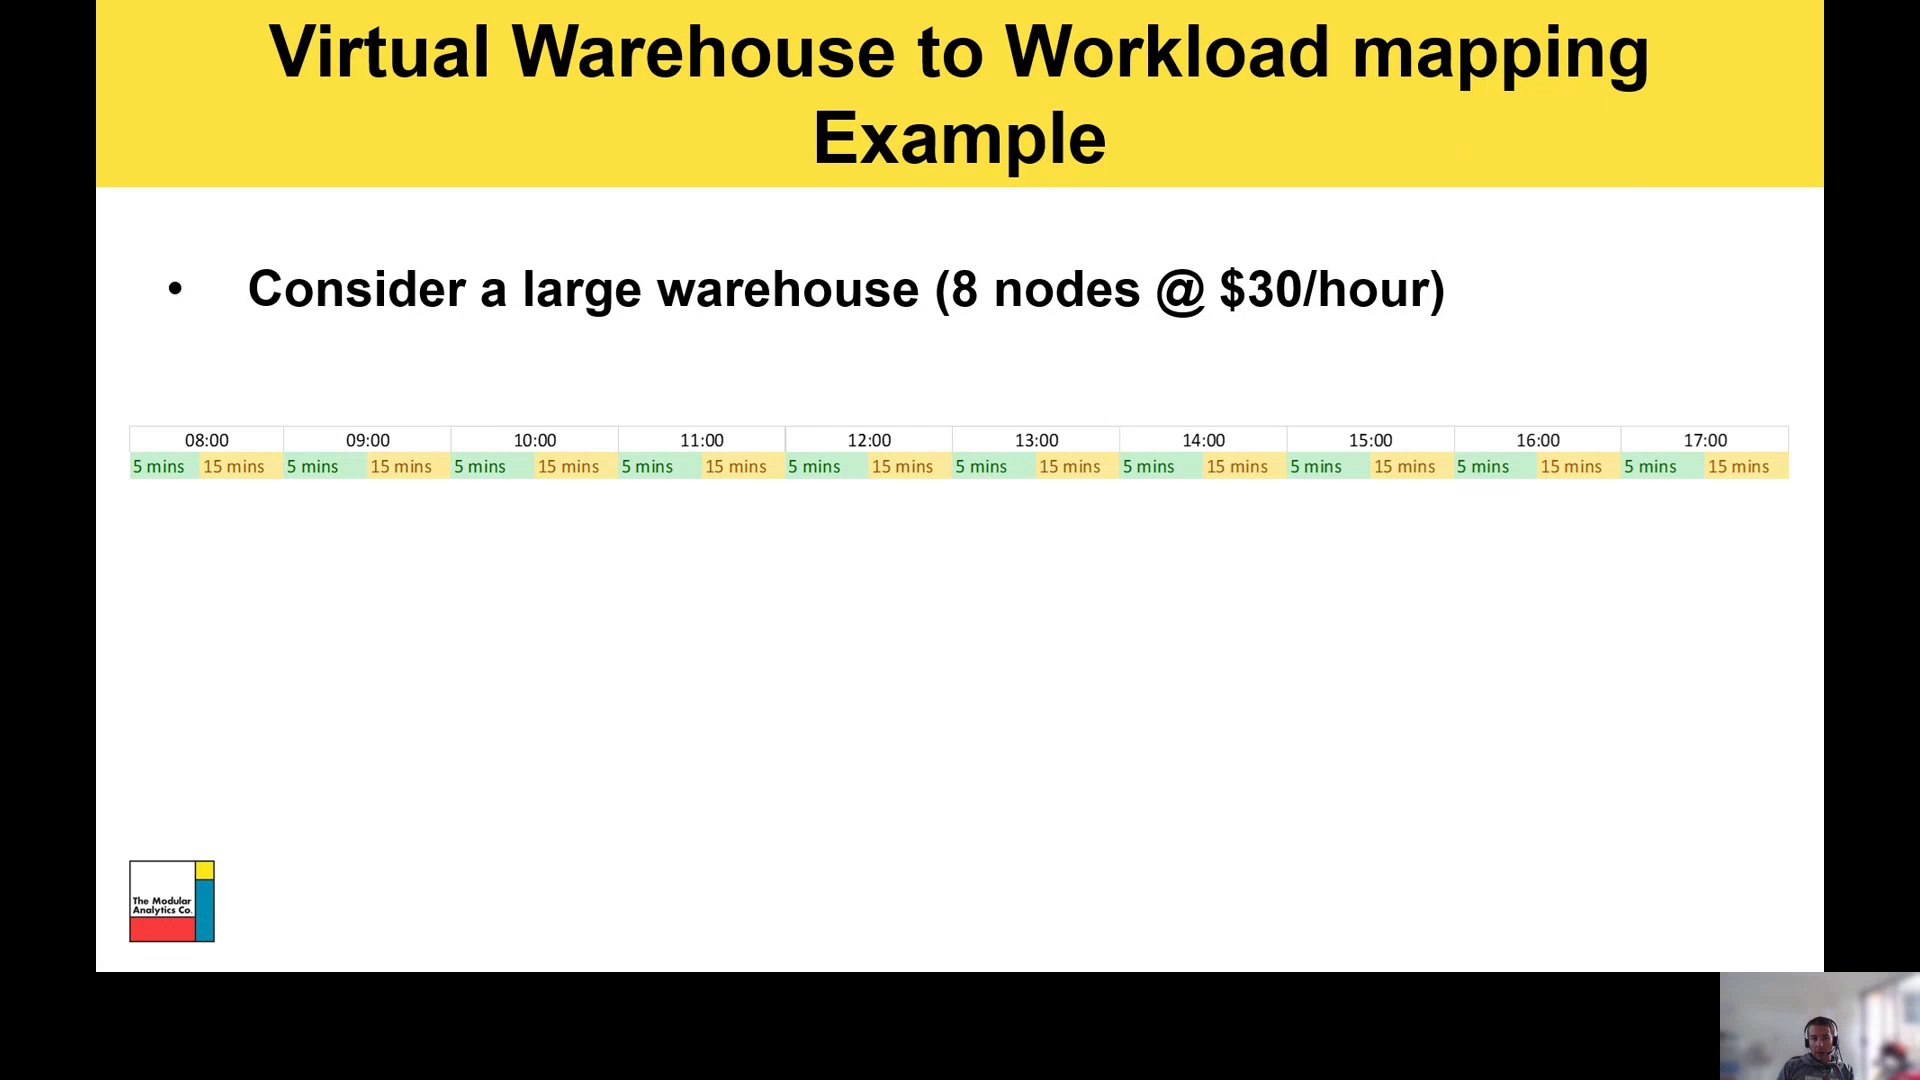 Virtual Warehouse to Workload mapping
Example
• Consider a large warehouse (8 nodes @ $30/hour)
08:00 09:00 10:00 11:00 12:00 13:00 14:00 15:00 16:00 17:00
5 mins 15 mins 5 mins 15 mins 5 mins 15 mins 5 mins 15 mins 5 mins 15 mins 5 mins 15 mins 5 mins 15 mins 5 mins 15 mins 5 mins 15 mins 5 mins 15 mins
The Modular
Analytics Co.